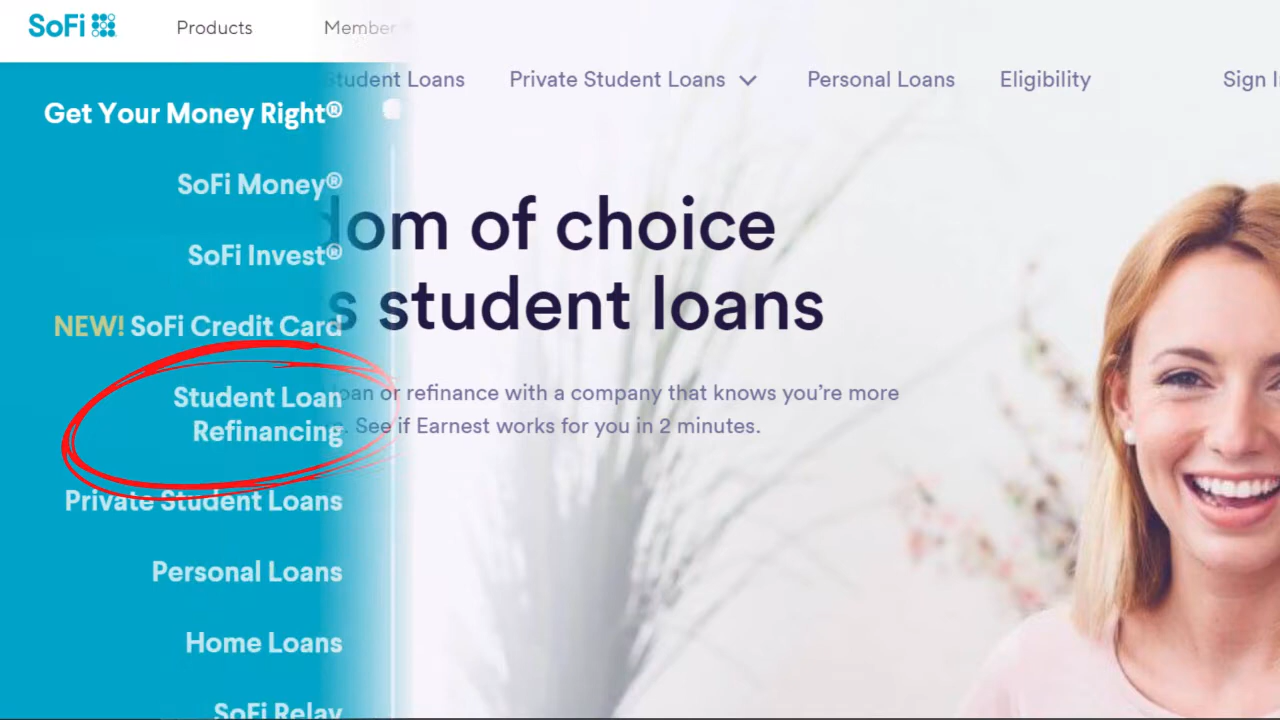 SoFi
Products
Member
Student Loans
Private Student Loans
Personal Loans
Eligibility
Sign I
Get Your Money Right®
SoFi Money®
SoFi Invest®
NEW! SoFi Credit Card
Student Loan
Refinancing
Private Student Loans
Personal Loans
Home Loans
SoFi Relay
dom of choice
s student loans
loan or refinance with a company that knows you’re more
. See if Earnest works for you in 2 minutes.